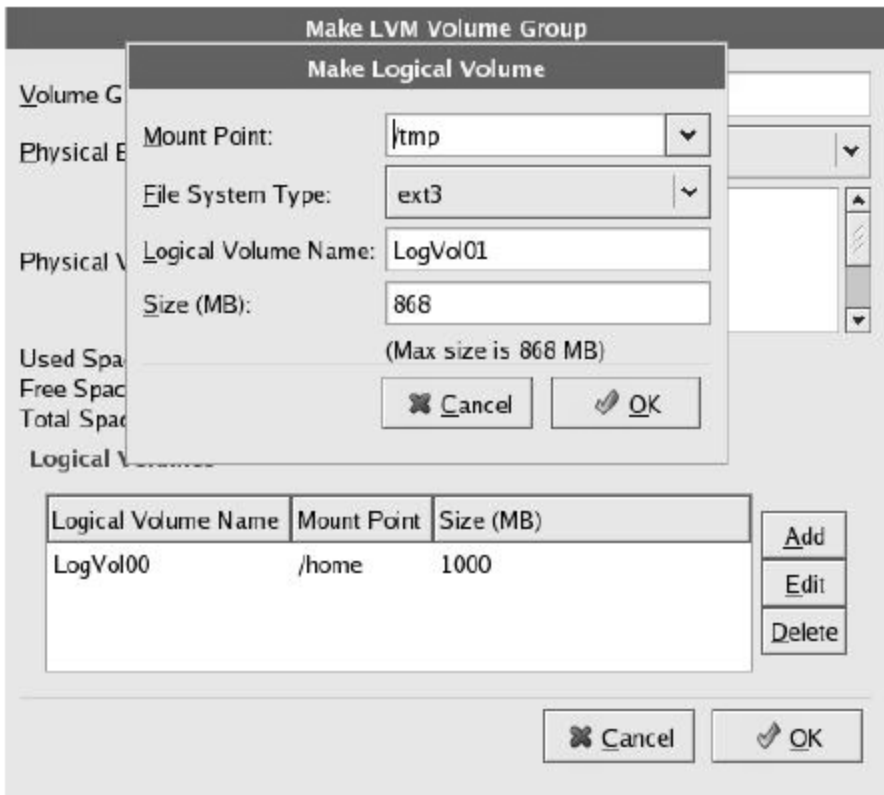 Make LVM Volume Group
Make Logical Volume
Volume G
Physical E
Physical V
Mount Point: /tmp
File System Type: ext3
Logical Volume Name: LogVol01
Size (MB): 868
(Max size is 868 MB)
Cancel OK
Used Spa
Free Spac
Total Spac
Logical Volumes
Logical Volume Name Mount Point Size (MB)
LogVol00 /home 1000
Add
Edit
Delete
Cancel OK